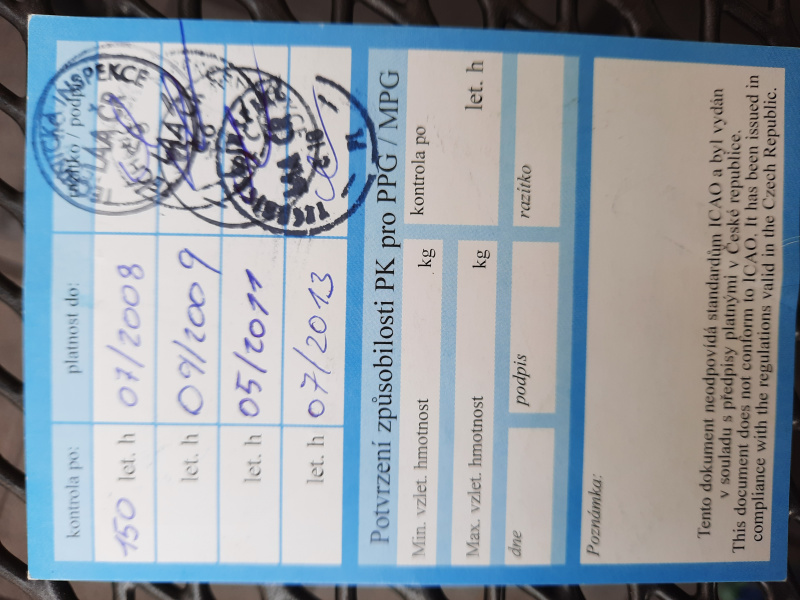 kontrola po: platnost do: razítko / podpis
150 let. h 07/2008
let. h 09/2009
let. h 05/2011
let. h 07/2013
INSPEKCE
LAA ČR
Potvrzení způsobilosti PK pro PPG / MPG
Min. vzlet. hmotnost kg kontrola po
Max. vzlet. hmotnost kg let. h
dne podpis razítko
Poznámka:
Tento dokument neodpovídá standardům ICAO a byl vydán
v souladu s předpisy platnými v České republice.
This document does not conform to ICAO. It has been issued in
compliance with the regulations valid in the Czech Republic.